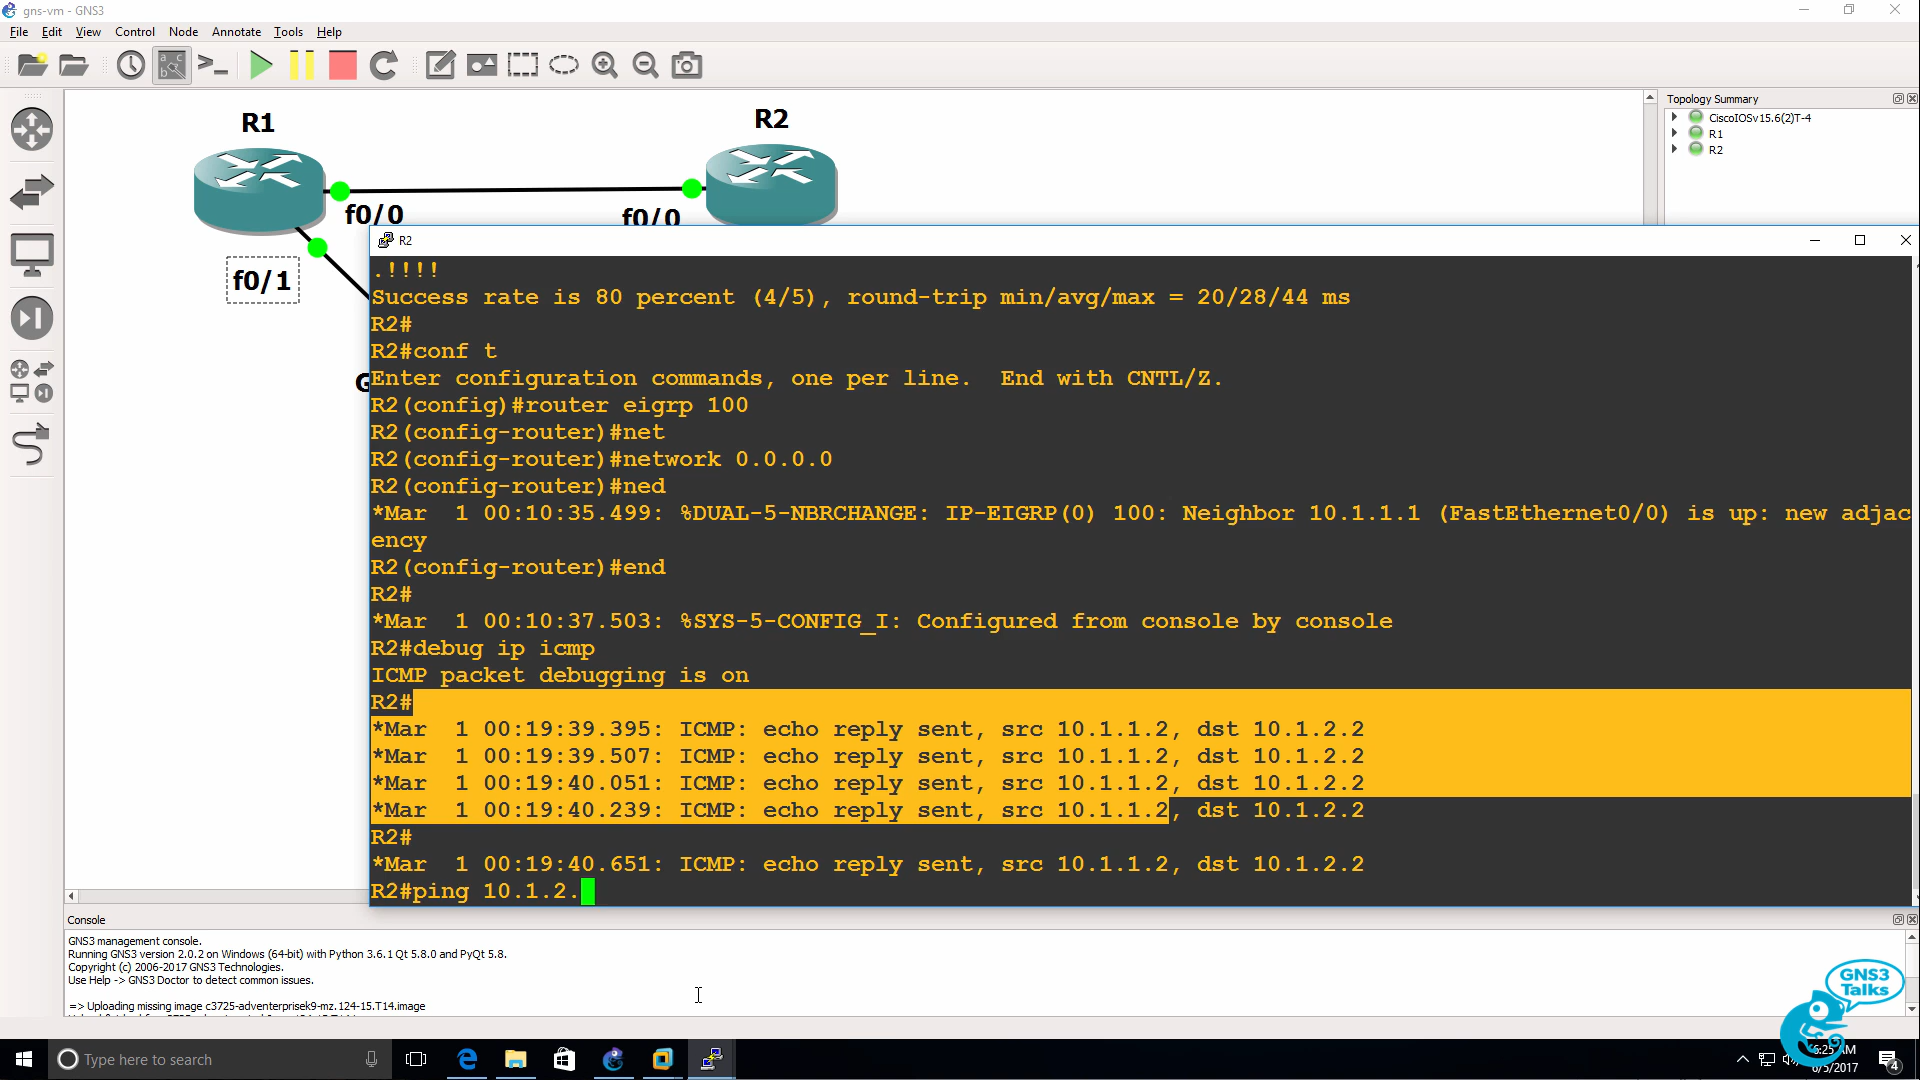 gns-vm - GNS3
File Edit View Control Node Annotate Tools Help
R1
R2
f0/0
f0/0
f0/1
G
Topology Summary
CiscoIOSv15.6(2)T-4
R1
R2
R2
.!!!!
Success rate is 80 percent (4/5), round-trip min/avg/max = 20/28/44 ms
R2#
R2#conf t
Enter configuration commands, one per line.  End with CNTL/Z.
R2(config)#router eigrp 100
R2(config-router)#net
R2(config-router)#network 0.0.0.0
R2(config-router)#ned
*Mar  1 00:10:35.499: %DUAL-5-NBRCHANGE: IP-EIGRP(0) 100: Neighbor 10.1.1.1 (FastEthernet0/0) is up: new adjac
ency
R2(config-router)#end
R2#
*Mar  1 00:10:37.503: %SYS-5-CONFIG_I: Configured from console by console
R2#debug ip icmp
ICMP packet debugging is on
R2#
*Mar  1 00:19:39.395: ICMP: echo reply sent, src 10.1.1.2, dst 10.1.2.2
*Mar  1 00:19:39.507: ICMP: echo reply sent, src 10.1.1.2, dst 10.1.2.2
*Mar  1 00:19:40.051: ICMP: echo reply sent, src 10.1.1.2, dst 10.1.2.2
*Mar  1 00:19:40.239: ICMP: echo reply sent, src 10.1.1.2, dst 10.1.2.2
R2#
*Mar  1 00:19:40.651: ICMP: echo reply sent, src 10.1.1.2, dst 10.1.2.2
R2#ping 10.1.2.
Console
GNS3 management console.
Running GNS3 version 2.0.2 on Windows (64-bit) with Python 3.6.1 Qt 5.8.0 and PyQt 5.8.
Copyright (c) 2006-2017 GNS3 Technologies.
Use Help -> GNS3 Doctor to detect common issues.
=> Uploading missing image c3725-adventerprisek9-mz.124-15.T14.image
GNS3
Talks
Type here to search
6:25 AM
6/5/2017
4